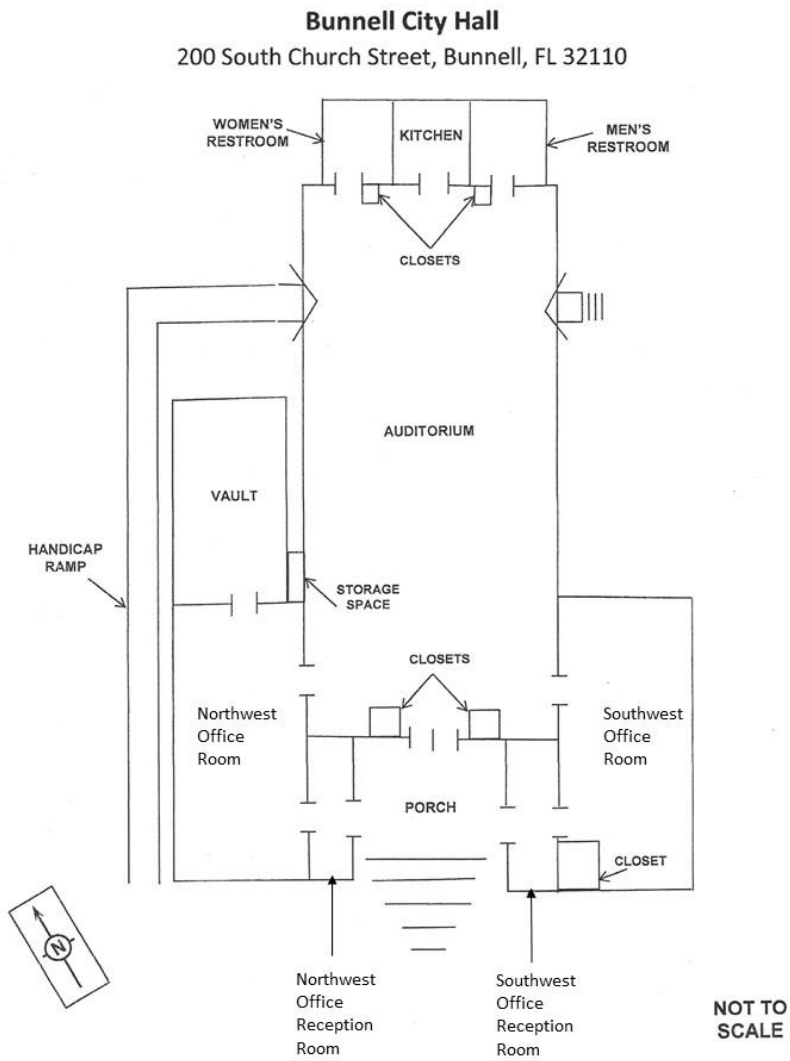 Bunnell City Hall
200 South Church Street, Bunnell, FL 32110
WOMEN'S
RESTROOM
KITCHEN
MEN'S
RESTROOM
CLOSETS
AUDITORIUM
VAULT
HANDICAP
RAMP
STORAGE
SPACE
CLOSETS
Northwest
Office
Room
Southwest
Office
Room
PORCH
CLOSET
N
Northwest
Office
Reception
Room
Southwest
Office
Reception
Room
NOT TO
SCALE